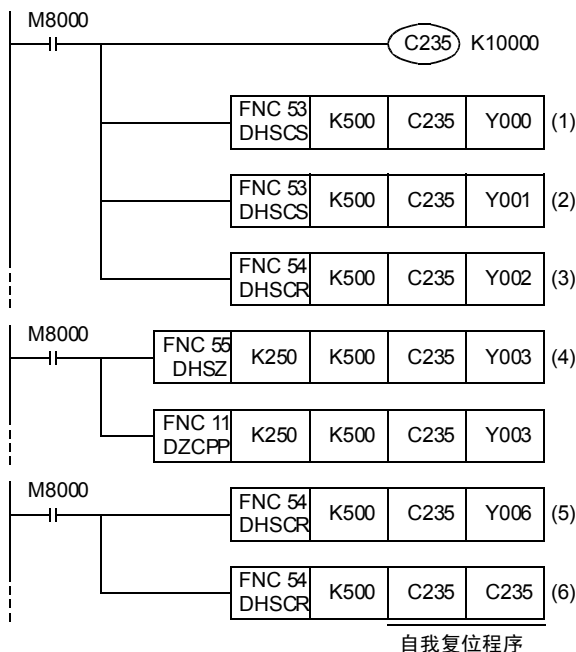 M8000
C235 K10000
FNC 53 DHSCS K500 C235 Y000 (1)
FNC 53 DHSCS K500 C235 Y001 (2)
FNC 54 DHSCR K500 C235 Y002 (3)
M8000
FNC 55 DHSZ K250 K500 C235 Y003 (4)
FNC 11 DZCPP K250 K500 C235 Y003
M8000
FNC 54 DHSCR K500 C235 Y006 (5)
FNC 54 DHSCR K500 C235 C235 (6)
自我复位程序